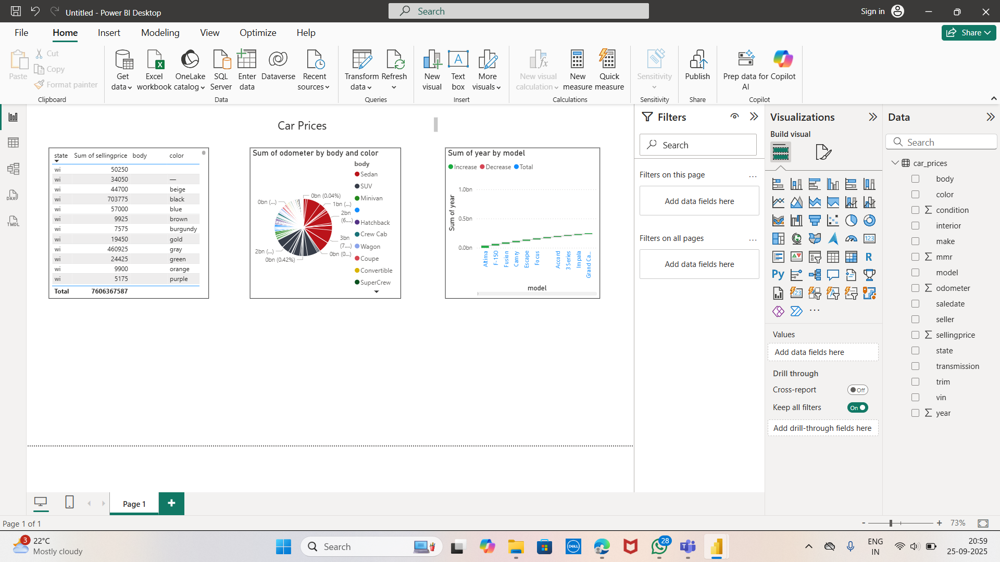 Untitled - Power BI Desktop
Search
Sign in
File Home Insert Modeling View Optimize Help
Share
Paste
Cut
Copy
Format painter
Clipboard
Get data
Excel workbook
OneLake catalog
SQL Server
Enter data
Dataverse
Recent sources
Data
Transform data
Refresh
Queries
New visual
Text box
More visuals
Insert
New visual calculation
New measure
Quick measure
Calculations
Sensitivity
Sensitivity
Publish
Share
Prep data for AI
Copilot
Copilot
DAX
TMDL
Car Prices
state Sum of sellingprice body color
wi 50250
wi 34050 —
wi 44700 beige
wi 703775 black
wi 57000 blue
wi 9925 brown
wi 7575 burgundy
wi 19450 gold
wi 460925 gray
wi 24425 green
wi 9900 orange
wi 5175 purple
Total 7606367587
Sum of odometer by body and color
body
Sedan
SUV
Minivan
Hatchback
Crew Cab
Wagon
Coupe
Convertible
SuperCrew
0bn (0.04%)
1bn (...)
2bn (6....)
3bn (7....)
0bn (0...)
0bn (0.42%)
2bn (...)
0bn (...)
Sum of year by model
Increase Decrease Total
Sum of year
1.0bn
0.5bn
0.0bn
Altima
F-150
Fusion
Camry
Escape
Focus
Accord
3 Series
Impala
Grand Ca...
model
Filters
Search
Filters on this page ...
Add data fields here
Filters on all pages ...
Add data fields here
Visualizations
Build visual
123
R
Py
123
...
Values
Add data fields here
Drill through
Cross-report Off
Keep all filters On
Add drill-through fields here
Data
Search
car_prices
body
color
Σ condition
interior
make
Σ mmr
model
Σ odometer
saledate
seller
Σ sellingprice
state
transmission
trim
vin
Σ year
Page 1
+
Page 1 of 1
- + 73%
3
22°C
Mostly cloudy
Search
DELL
28
ENG
IN
20:59
25-09-2025